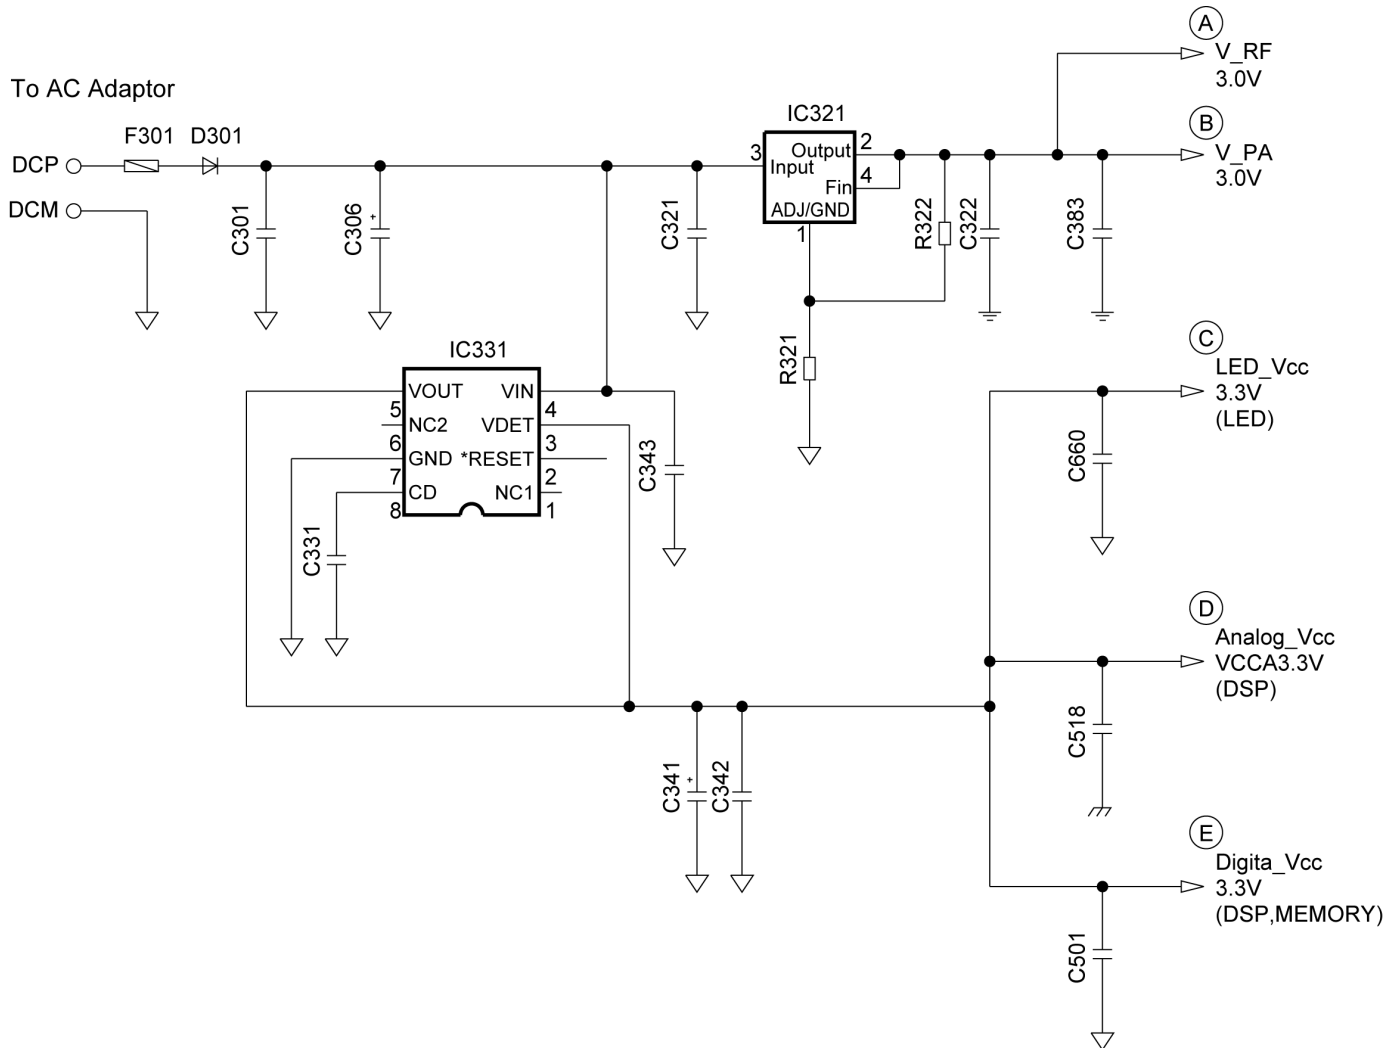 A
V_RF
3.0V
To AC Adaptor
IC321
B
F301 D301
V_PA
3.0V
DCP
3
Input
Output
2
Fin
4
ADJ/GND
1
DCM
C301
C306
+
C321
R322
C322
C383
R321
IC331
C
LED_Vcc
3.3V
(LED)
VOUT VIN
5 4
NC2 VDET
6 3
GND *RESET
7 2
CD NC1
8 1
C343
C660
C331
D
Analog_Vcc
VCCA3.3V
(DSP)
C518
C341
+
C342
E
Digita_Vcc
3.3V
(DSP,MEMORY)
C501